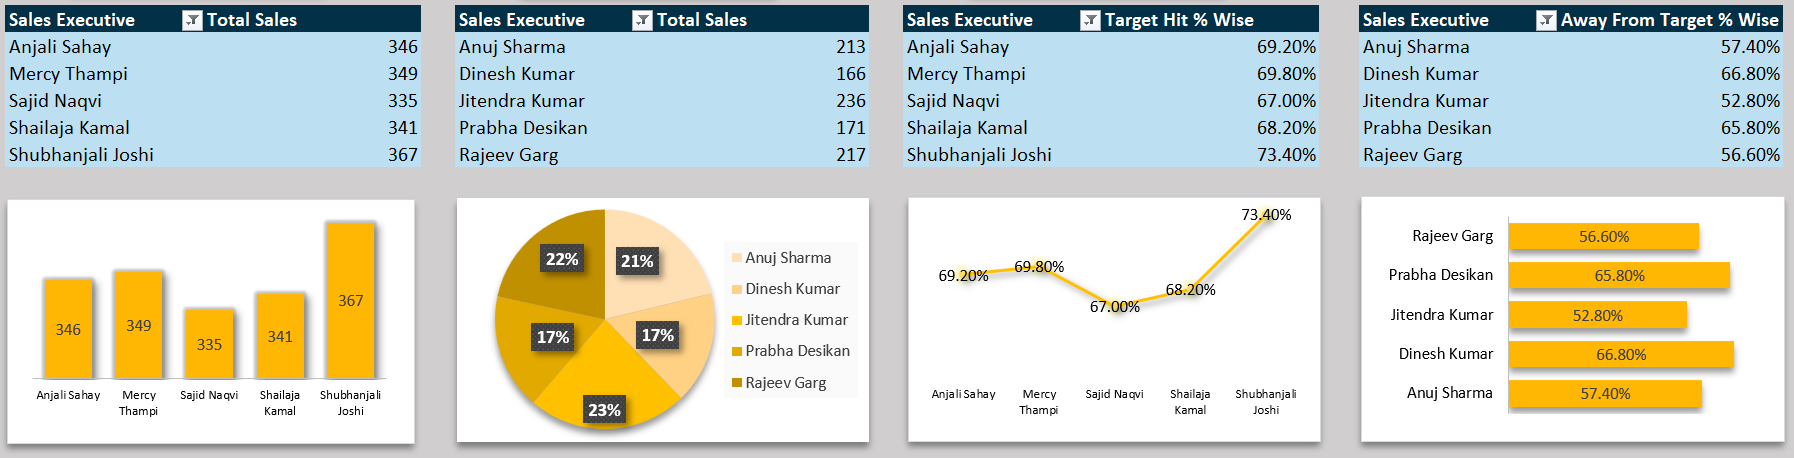 Sales Executive Total Sales
Anjali Sahay 346
Mercy Thampi 349
Sajid Naqvi 335
Shailaja Kamal 341
Shubhanjali Joshi 367
Sales Executive Total Sales
Anuj Sharma 213
Dinesh Kumar 166
Jitendra Kumar 236
Prabha Desikan 171
Rajeev Garg 217
Sales Executive Target Hit % Wise
Anjali Sahay 69.20%
Mercy Thampi 69.80%
Sajid Naqvi 67.00%
Shailaja Kamal 68.20%
Shubhanjali Joshi 73.40%
Sales Executive Away From Target % Wise
Anuj Sharma 57.40%
Dinesh Kumar 66.80%
Jitendra Kumar 52.80%
Prabha Desikan 65.80%
Rajeev Garg 56.60%
346 349 335 341 367
Anjali Sahay Mercy Sajid Naqvi Shailaja Shubhanjali
Thampi Kamal Joshi
22% 21%
17% 17%
23%
Anuj Sharma
Dinesh Kumar
Jitendra Kumar
Prabha Desikan
Rajeev Garg
69.20% 69.80% 67.00% 68.20% 73.40%
Anjali Sahay Mercy Sajid Naqvi Shailaja Shubhanjali
Thampi Kamal Joshi
Rajeev Garg 56.60%
Prabha Desikan 65.80%
Jitendra Kumar 52.80%
Dinesh Kumar 66.80%
Anuj Sharma 57.40%